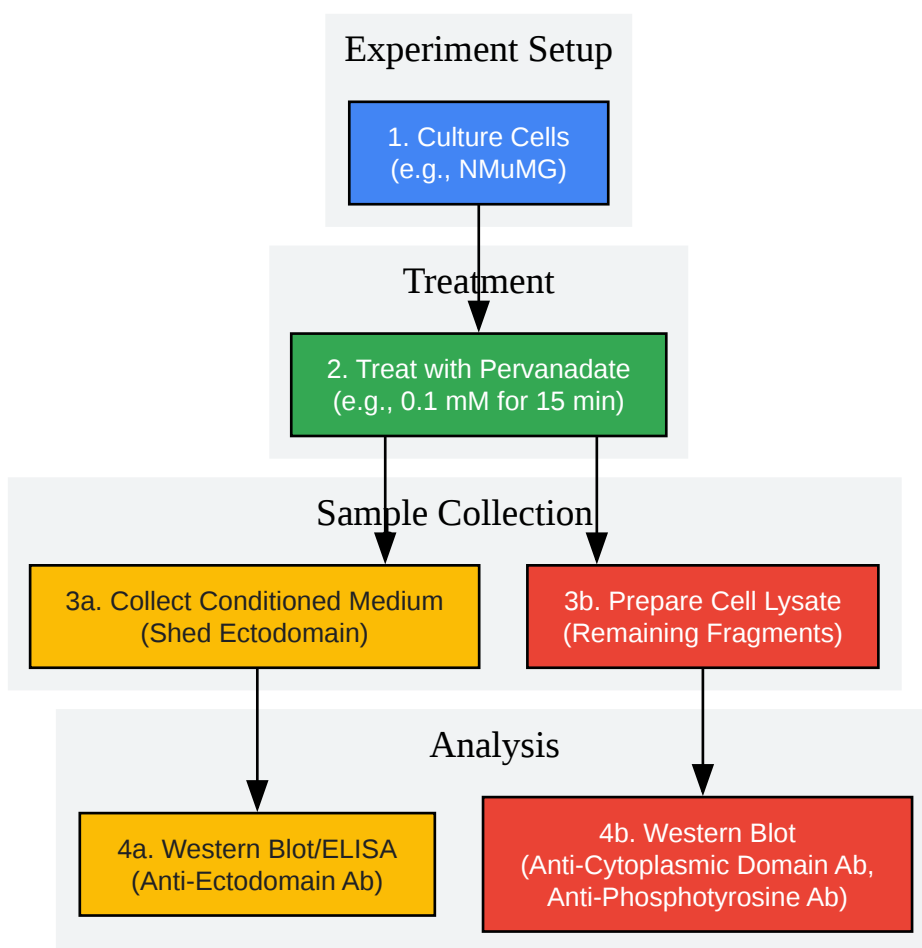 Experiment Setup
1. Culture Cells
(e.g., NMuMG)
Treatment
2. Treat with Pervanadate
(e.g., 0.1 mM for 15 min)
Sample Collection
3a. Collect Conditioned Medium
(Shed Ectodomain)
3b. Prepare Cell Lysate
(Remaining Fragments)
Analysis
4a. Western Blot/ELISA
(Anti-Ectodomain Ab)
4b. Western Blot
(Anti-Cytoplasmic Domain Ab,
Anti-Phosphotyrosine Ab)